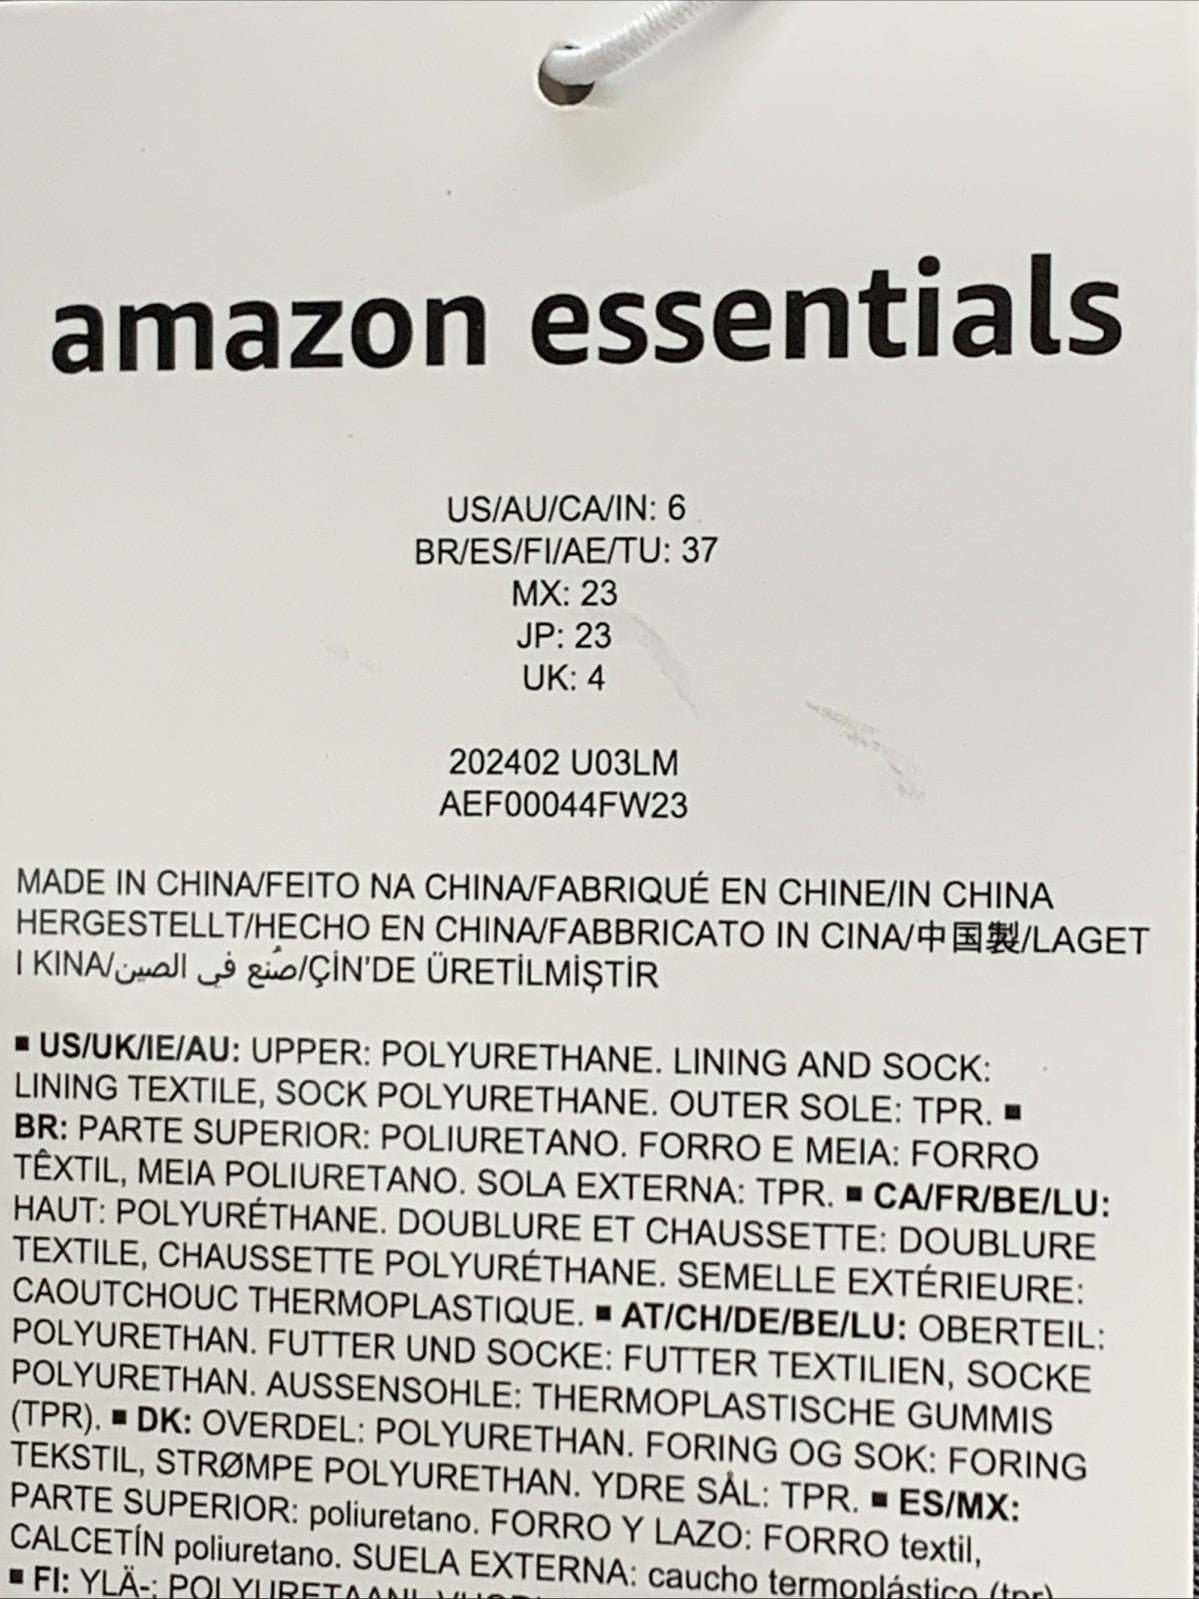 amazon essentials
US/AU/CA/IN: 6
BR/ES/FI/AE/TU: 37
MX: 23
JP: 23
UK: 4
202402 U03LM
AEF00044FW23
MADE IN CHINA/FEITO NA CHINA/FABRIQUÉ EN CHINE/IN CHINA
HERGESTELLT/HECHO EN CHINA/FABBRICATO IN CINA/中国製/LAGET
I KINA/صُنع في الصين/ÇİN'DE ÜRETİLMİŞTİR
▪ US/UK/IE/AU: UPPER: POLYURETHANE. LINING AND SOCK:
LINING TEXTILE, SOCK POLYURETHANE. OUTER SOLE: TPR. ▪
BR: PARTE SUPERIOR: POLIURETANO. FORRO E MEIA: FORRO
TÊXTIL, MEIA POLIURETANO. SOLA EXTERNA: TPR. ▪ CA/FR/BE/LU:
HAUT: POLYURÉTHANE. DOUBLURE ET CHAUSSETTE: DOUBLURE
TEXTILE, CHAUSSETTE POLYURÉTHANE. SEMELLE EXTÉRIEURE:
CAOUTCHOUC THERMOPLASTIQUE. ▪ AT/CH/DE/BE/LU: OBERTEIL:
POLYURETHAN. FUTTER UND SOCKE: FUTTER TEXTILIEN, SOCKE
POLYURETHAN. AUSSENSOHLE: THERMOPLASTISCHE GUMMIS
(TPR). ▪ DK: OVERDEL: POLYURETHAN. FORING OG SOK: FORING
TEKSTIL, STRØMPE POLYURETHAN. YDRE SÅL: TPR. ▪ ES/MX:
PARTE SUPERIOR: poliuretano. FORRO Y LAZO: FORRO textil,
CALCETÍN poliuretano. SUELA EXTERNA: caucho termoplástico (tpr)
▪ FI: YLÄ-: POLYURETAANI.